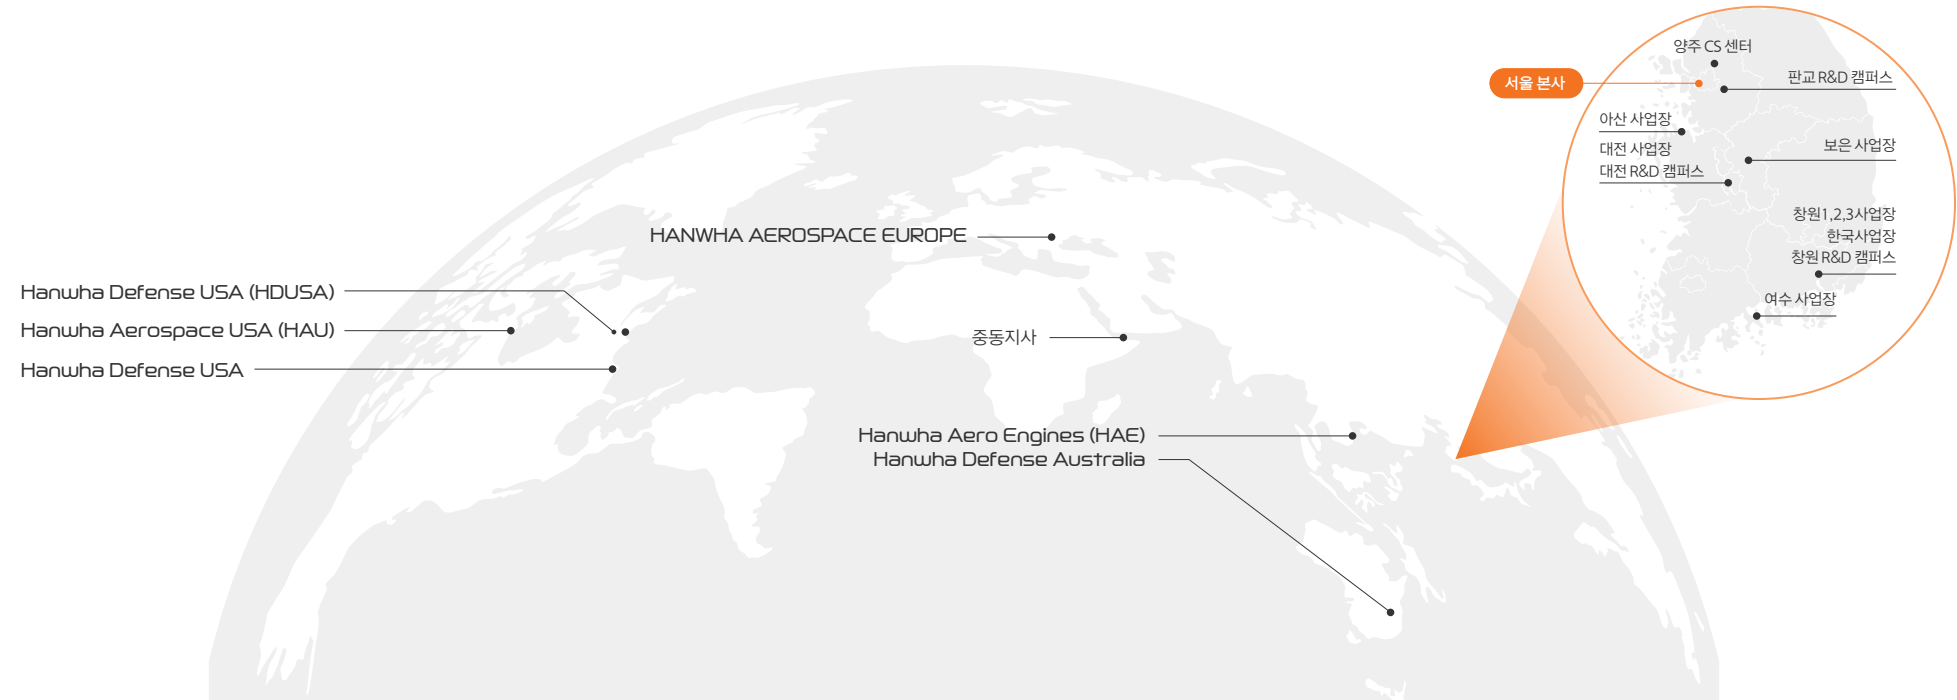 양주 CS 센터
서울 본사
판교 R&D 캠퍼스
아산 사업장
대전 사업장
대전 R&D 캠퍼스
보은 사업장
창원1,2,3사업장
한국사업장
창원 R&D 캠퍼스
여수 사업장
HANWHA AEROSPACE EUROPE
Hanwha Defense USA (HDUSA)
Hanwha Aerospace USA (HAU)
Hanwha Defense USA
중동지사
Hanwha Aero Engines (HAE)
Hanwha Defense Australia